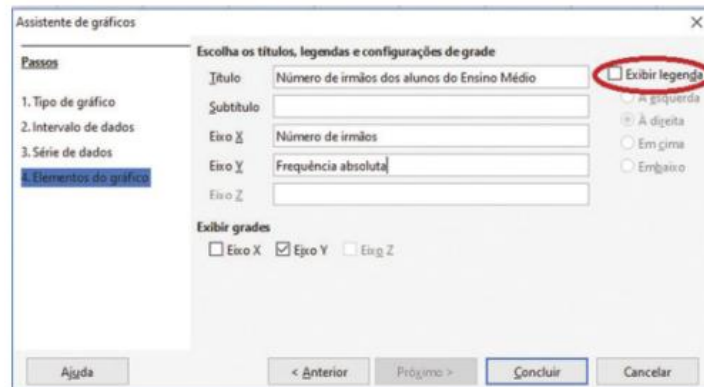 Assistente de gráficos
Passos
1. Tipo de gráfico
2. Intervalo de dados
3. Série de dados
4. Elementos do gráfico
Escolha os títulos, legendas e configurações de grade
Título Número de irmãos dos alunos do Ensino Médio
Subtítulo
Eixo X Número de irmãos
Eixo Y Frequência absoluta
Eixo Z
Exibir legenda
À esquerda
À direita
Em cima
Embaixo
Exibir grades
Eixo X Eixo Y Eixo Z
Ajuda < Anterior Próximo > Concluir Cancelar